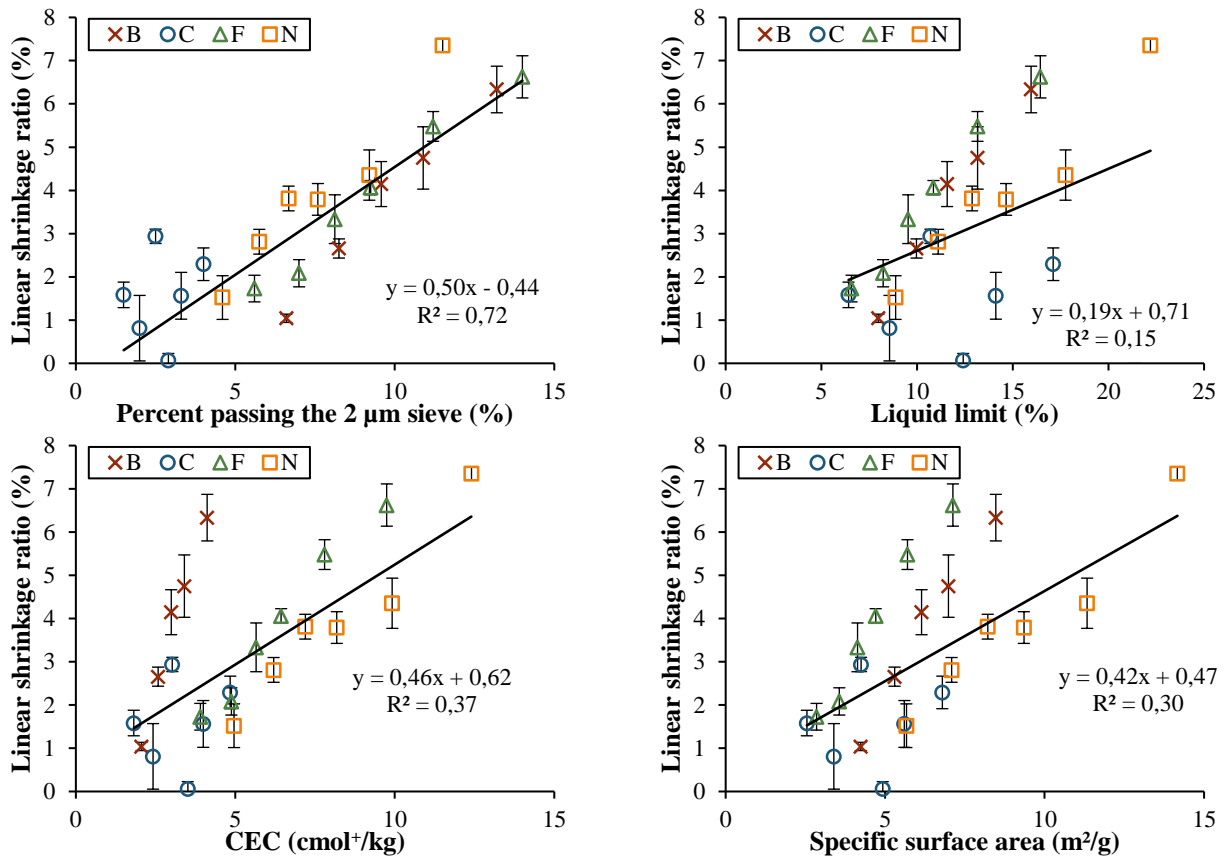 B C F N
Linear shrinkage ratio (%)
8
7
6
5
4
3
2
1
0
y = 0,50x - 0,44
R² = 0,72
0 5 10 15
Percent passing the 2 µm sieve (%)
B C F N
Linear shrinkage ratio (%)
8
7
6
5
4
3
2
1
0
y = 0,19x + 0,71
R² = 0,15
0 5 10 15 20 25
Liquid limit (%)
B C F N
Linear shrinkage ratio (%)
8
7
6
5
4
3
2
1
0
y = 0,46x + 0,62
R² = 0,37
0 5 10 15
CEC (cmol⁺/kg)
B C F N
Linear shrinkage ratio (%)
8
7
6
5
4
3
2
1
0
y = 0,42x + 0,47
R² = 0,30
0 5 10 15
Specific surface area (m²/g)